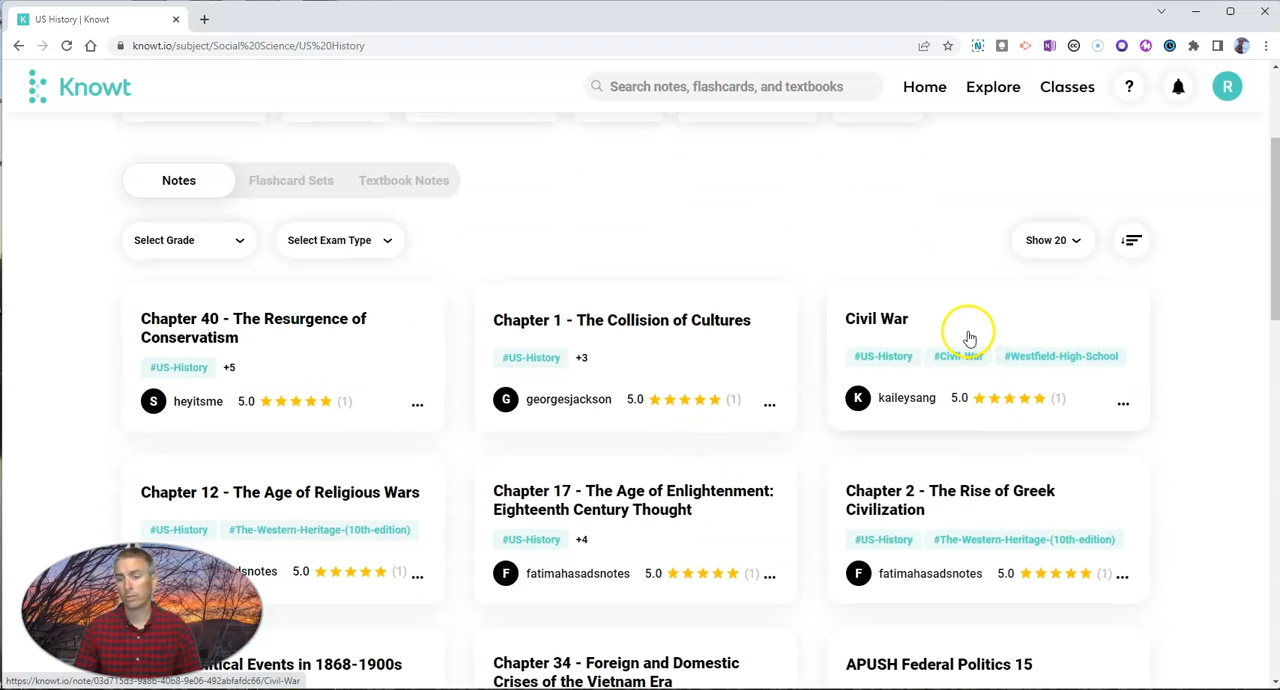 US History | Knowt
knowt.io/subject/Social%20Science/US%20History
Knowt
Search notes, flashcards, and textbooks
Home
Explore
Classes
?
R
Notes
Flashcard Sets
Textbook Notes
Select Grade
Select Exam Type
Show 20
Chapter 40 - The Resurgence of
Conservatism
#US-History +5
S heyitsme 5.0 (1) ...
Chapter 1 - The Collision of Cultures
#US-History +3
G georgesjackson 5.0 (1) ...
Civil War
#US-History #Civil-War #Westfield-High-School
K kaileysang 5.0 (1) ...
Chapter 12 - The Age of Religious Wars
#US-History #The-Western-Heritage-(10th-edition)
5.0 (1) ...
Chapter 17 - The Age of Enlightenment:
Eighteenth Century Thought
#US-History +4
F fatimahasadsnotes 5.0 (1) ...
Chapter 2 - The Rise of Greek
Civilization
#US-History #The-Western-Heritage-(10th-edition)
F fatimahasadsnotes 5.0 (1) ...
Events in 1868-1900s
Chapter 34 - Foreign and Domestic
Crises of the Vietnam Era
APUSH Federal Politics 15